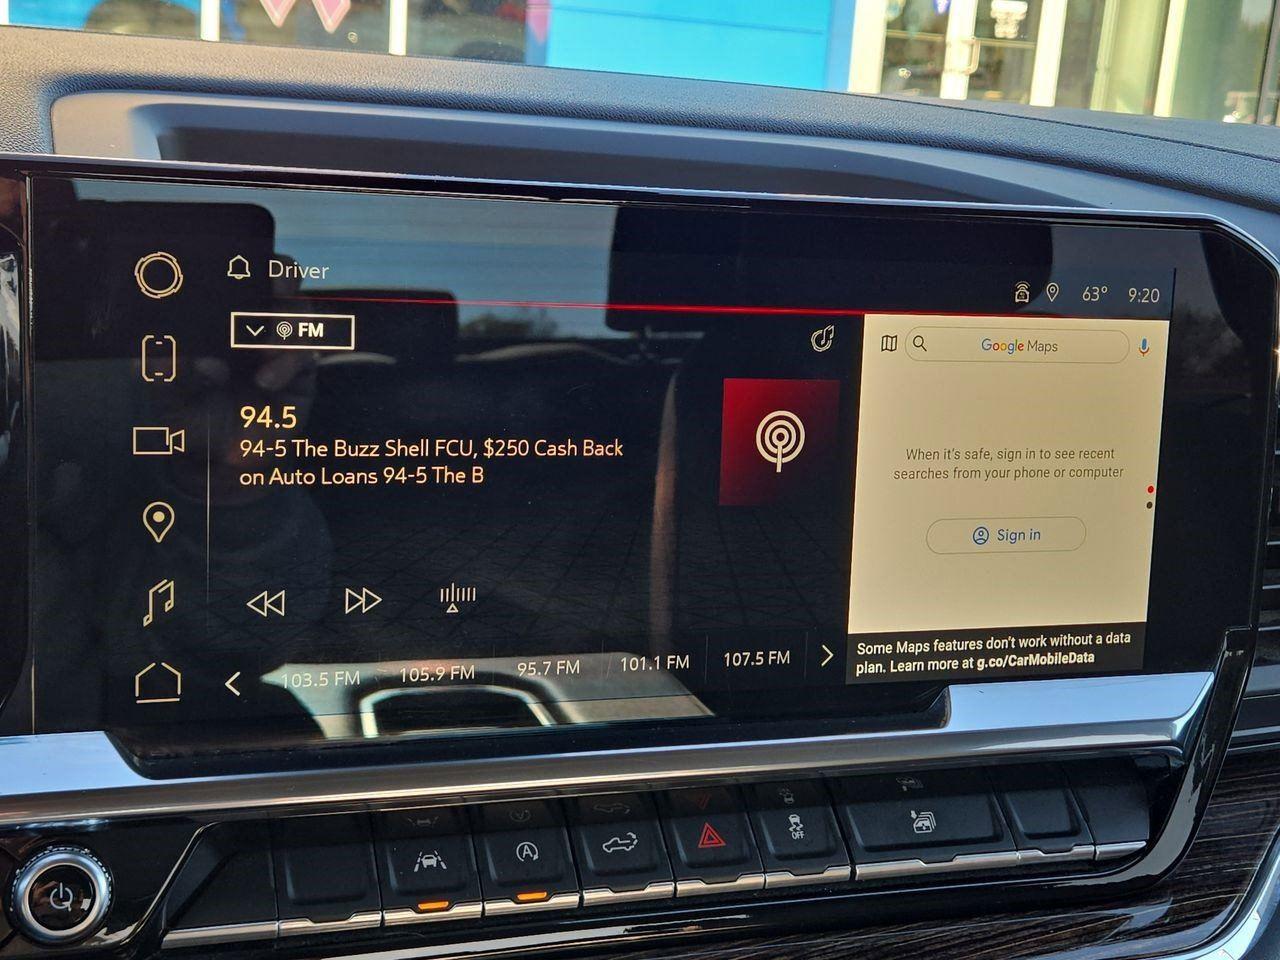 Driver
63° 9:20
FM
Google Maps
94.5
94-5 The Buzz Shell FCU, $250 Cash Back
on Auto Loans 94-5 The B
When it's safe, sign in to see recent
searches from your phone or computer
Sign in
Some Maps features don't work without a data
plan. Learn more at g.co/CarMobileData
103.5 FM 105.9 FM 95.7 FM 101.1 FM 107.5 FM
OFF